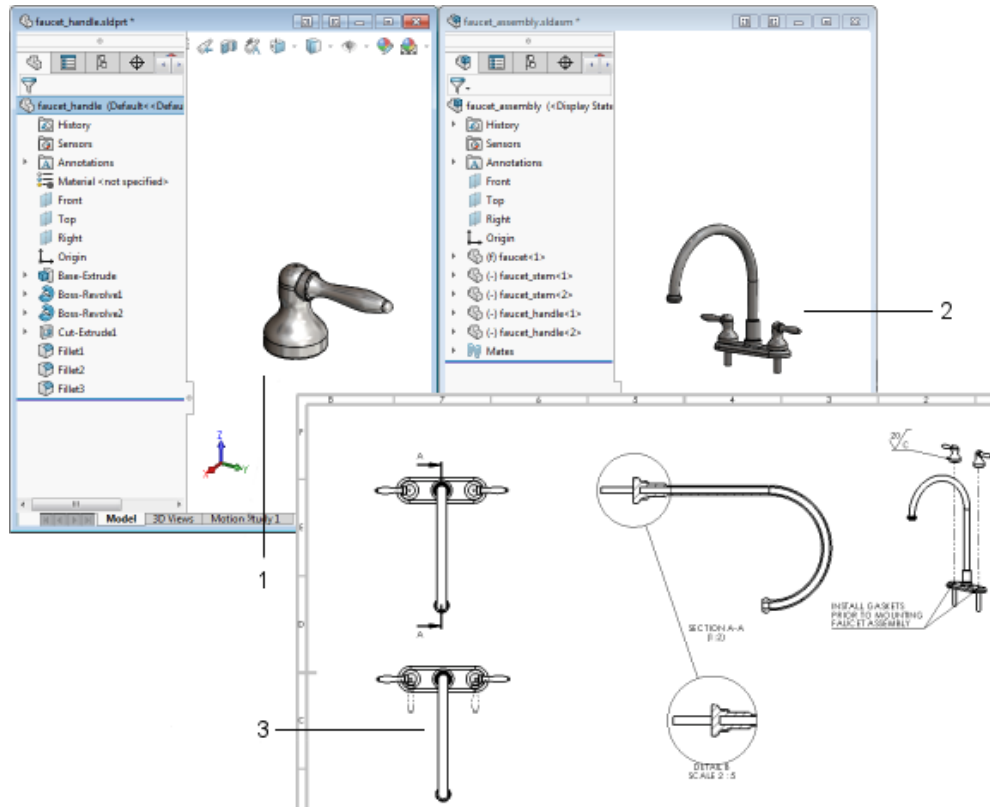 faucet_handle.sldprt *
faucet_handle (Default<<Defau
History
Sensors
Annotations
Material <not specified>
Front
Top
Right
Origin
Base-Extrude
Boss-Revolve1
Boss-Revolve2
Cut-Extrude1
Fillet1
Fillet2
Fillet3
Z
X
Y
Model
3D Views
Motion Study 1
1
faucet_assembly.sldasm *
faucet_assembly (<Display State
History
Sensors
Annotations
Front
Top
Right
Origin
(f) faucet<1>
(-) faucet_stem<1>
(-) faucet_stem<2>
(-) faucet_handle<1>
(-) faucet_handle<2>
Mates
2
8
7
6
5
4
3
2
F
E
D
C
A
A
SECTION A-A
(1:2)
20
C
INSTALL GASKETS
PRIOR TO MOUNTING
FAUCET ASSEMBLY
3
DETAIL B
SCALE 2 : 5